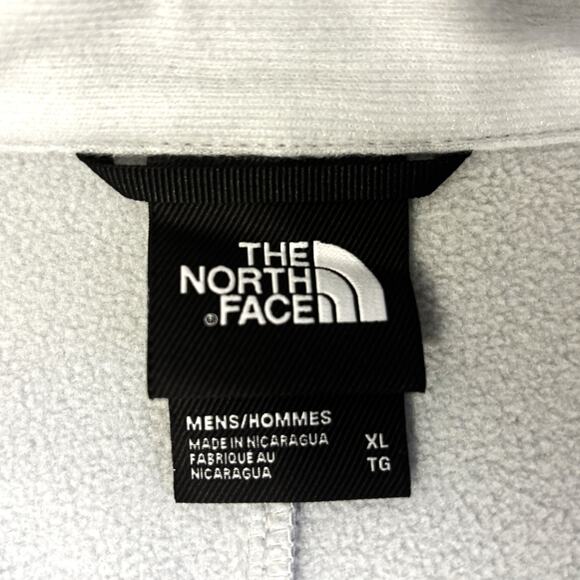 THE
NORTH
®FACE
MENS/HOMMES
MADE IN NICARAGUA XL
FABRIQUE AU TG
NICARAGUA